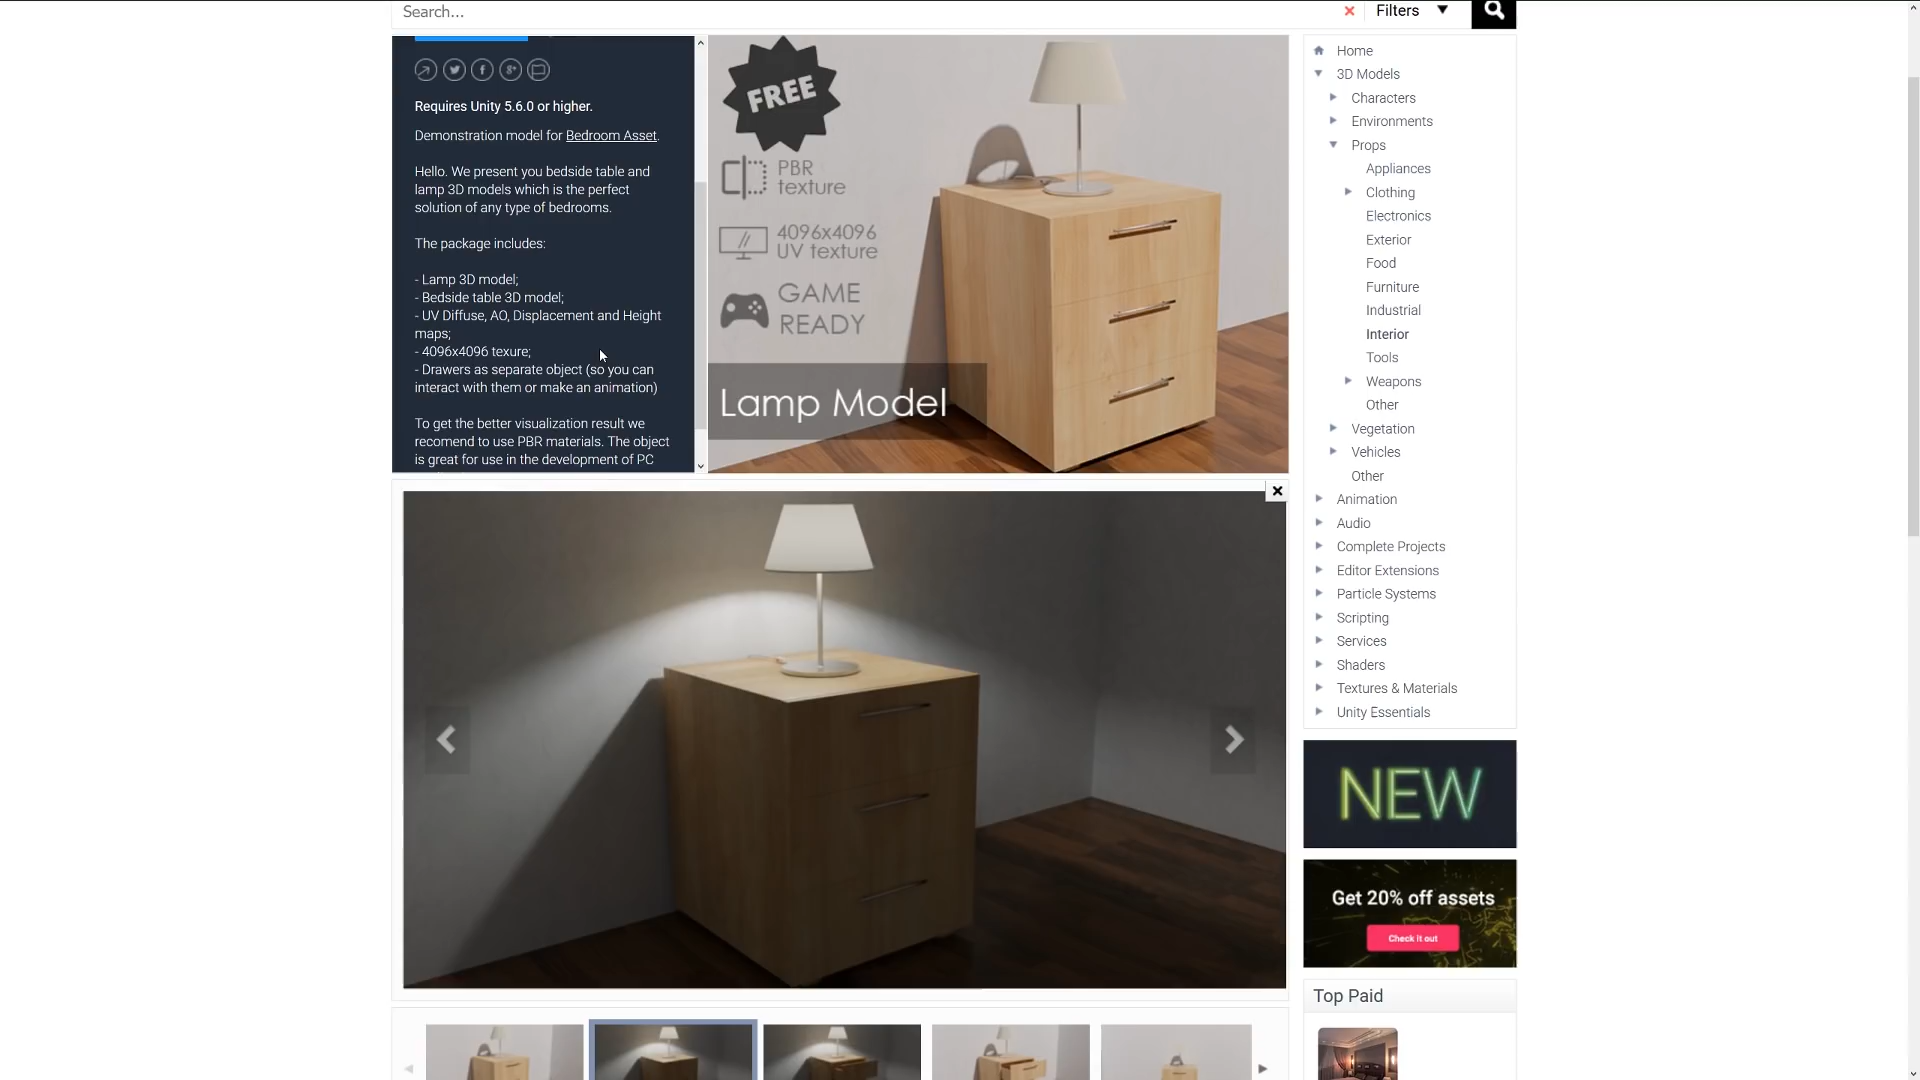 Search...
Filters
Requires Unity 5.6.0 or higher.
Demonstration model for Bedroom Asset.
Hello. We present you bedside table and
lamp 3D models which is the perfect
solution of any type of bedrooms.
The package includes:
- Lamp 3D model;
- Bedside table 3D model;
- UV Diffuse, AO, Displacement and Height
maps;
- 4096x4096 texure;
- Drawers as separate object (so you can
interact with them or make an animation)
To get the better visualization result we
recomend to use PBR materials. The object
is great for use in the development of PC
FREE
PBR
texture
4096x4096
UV texture
GAME
READY
Lamp Model
Home
3D Models
Characters
Environments
Props
Appliances
Clothing
Electronics
Exterior
Food
Furniture
Industrial
Interior
Tools
Weapons
Other
Vegetation
Vehicles
Other
Animation
Audio
Complete Projects
Editor Extensions
Particle Systems
Scripting
Services
Shaders
Textures & Materials
Unity Essentials
NEW
Get 20% off assets
Check it out
Top Paid